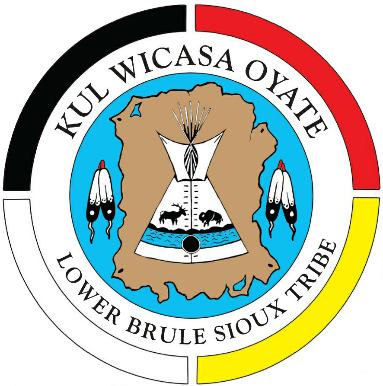 KUL WICASA OYATE
LOWER BRULE SIOUX TRIBE